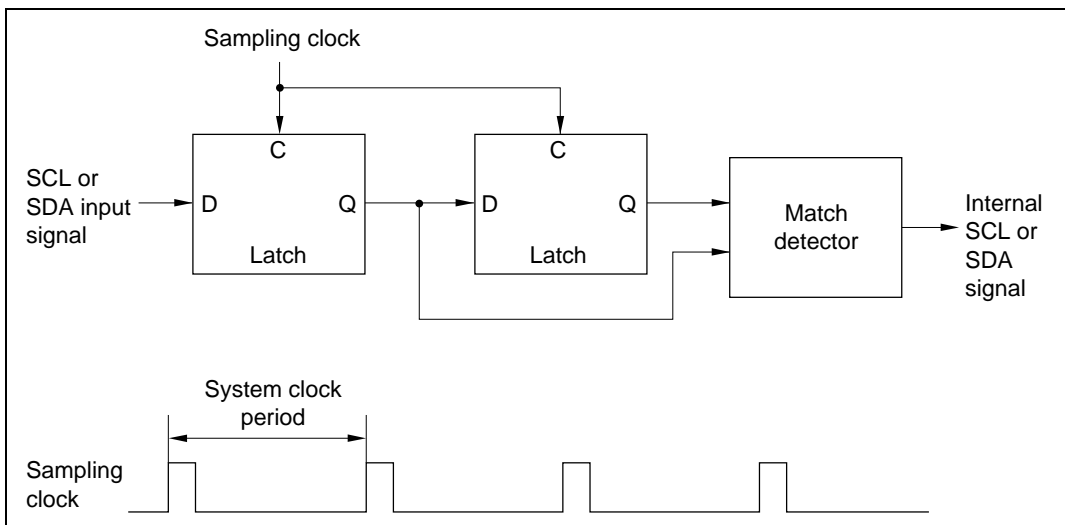 Sampling clock
C
C
SCL or
SDA input
signal
D
Q
D
Q
Latch
Latch
Match
detector
Internal
SCL or
SDA
signal
System clock
period
Sampling
clock